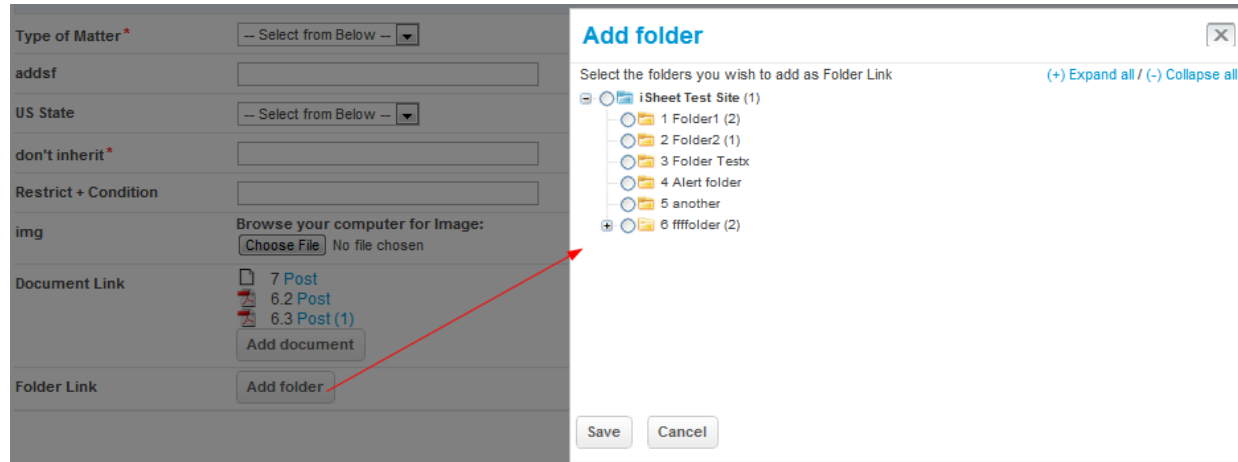 Type of Matter*
-- Select from Below --
addsf
US State
-- Select from Below --
don't inherit*
Restrict + Condition
img
Browse your computer for Image:
Choose File No file chosen
Document Link
7 Post
6.2 Post
6.3 Post (1)
Add document
Folder Link
Add folder
Add folder
Select the folders you wish to add as Folder Link
(+) Expand all / (-) Collapse all
iSheet Test Site (1)
1 Folder1 (2)
2 Folder2 (1)
3 Folder Testx
4 Alert folder
5 another
6 ffffolder (2)
Save
Cancel